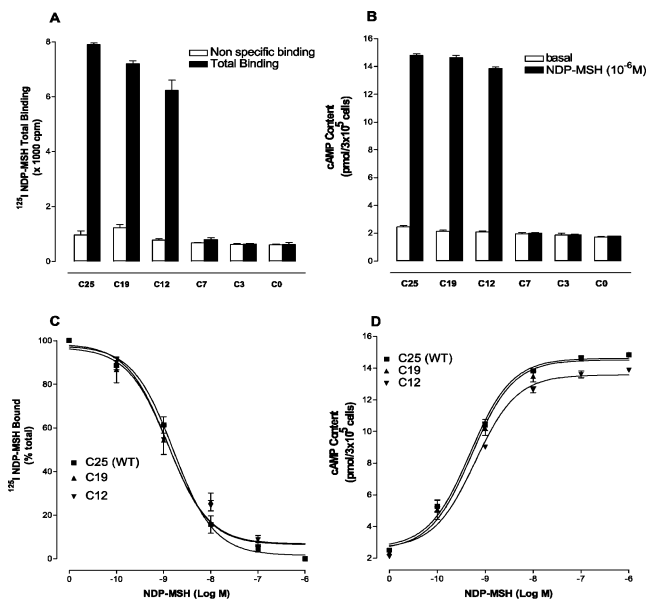 A
Non specific binding
Total Binding
¹²⁵I NDP-MSH Total Binding
(x 1000 cpm)
8
6
4
2
0
C25 C19 C12 C7 C3 C0
B
basal
NDP-MSH (10⁻⁶M)
cAMP Content
(pmol/3x10⁵ cells)
16
14
12
10
8
6
4
2
0
C25 C19 C12 C7 C3 C0
C
¹²⁵I NDP-MSH Bound
(% total)
100
80
60
40
20
0
C25 (WT)
C19
C12
0 -10 -9 -8 -7 -6
NDP-MSH (Log M)
D
C25 (WT)
C19
C12
cAMP Content
(pmol/3x10⁵ cells)
16
14
12
10
8
6
4
2
0 -10 -9 -8 -7 -6
NDP-MSH (Log M)